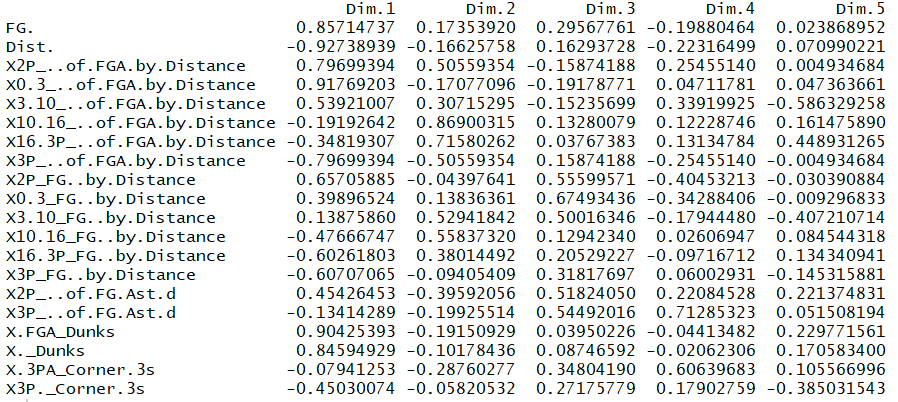 Dim.1 Dim.2 Dim.3 Dim.4 Dim.5
FG. 0.85714737 0.17353920 0.29567761 -0.19880464 0.023868952
Dist. -0.92738939 -0.16625758 0.16293728 -0.22316499 0.070990221
X2P_..of.FGA.by.Distance 0.79699394 0.50559354 -0.15874188 0.25455140 0.004934684
X0.3_..of.FGA.by.Distance 0.91769203 -0.17077096 -0.19178771 0.04711781 0.047363661
X3.10_..of.FGA.by.Distance 0.53921007 0.30715295 -0.15235699 0.33919925 -0.586329258
X10.16_..of.FGA.by.Distance -0.19192642 0.86900315 0.13280079 0.12228746 0.161475890
X16.3P_..of.FGA.by.Distance -0.34819307 0.71580262 0.03767383 0.13134784 0.448931265
X3P_..of.FGA.by.Distance -0.79699394 -0.50559354 0.15874188 -0.25455140 -0.004934684
X2P_FG..by.Distance 0.65705885 -0.04397641 0.55599571 -0.40453213 -0.030390884
X0.3_FG..by.Distance 0.39896524 0.13836361 0.67493436 -0.34288406 -0.009296833
X3.10_FG..by.Distance 0.13875860 0.52941842 0.50016346 -0.17944480 -0.407210714
X10.16_FG..by.Distance -0.47666747 0.55837320 0.12942340 0.02606947 0.084544318
X16.3P_FG..by.Distance -0.60261803 0.38014492 0.20529227 -0.09716712 0.134340941
X3P_FG..by.Distance -0.60707065 -0.09405409 0.31817697 0.06002931 -0.145315881
X2P_..of.FG.Ast.d 0.45426453 -0.39592056 0.51824050 0.22084528 0.221374831
X3P_..of.FG.Ast.d -0.13414289 -0.19925514 0.54492016 0.71285323 0.051508194
X.FGA_Dunks 0.90425393 -0.19150929 0.03950226 -0.04413482 0.229771561
X._Dunks 0.84594929 -0.10178436 0.08746592 -0.02062306 0.170583400
X.3PA_Corner.3s -0.07941253 -0.28760277 0.34804190 0.60639683 0.105566996
X3P._Corner.3s -0.45030074 -0.05820532 0.27175779 0.17902759 -0.385031543